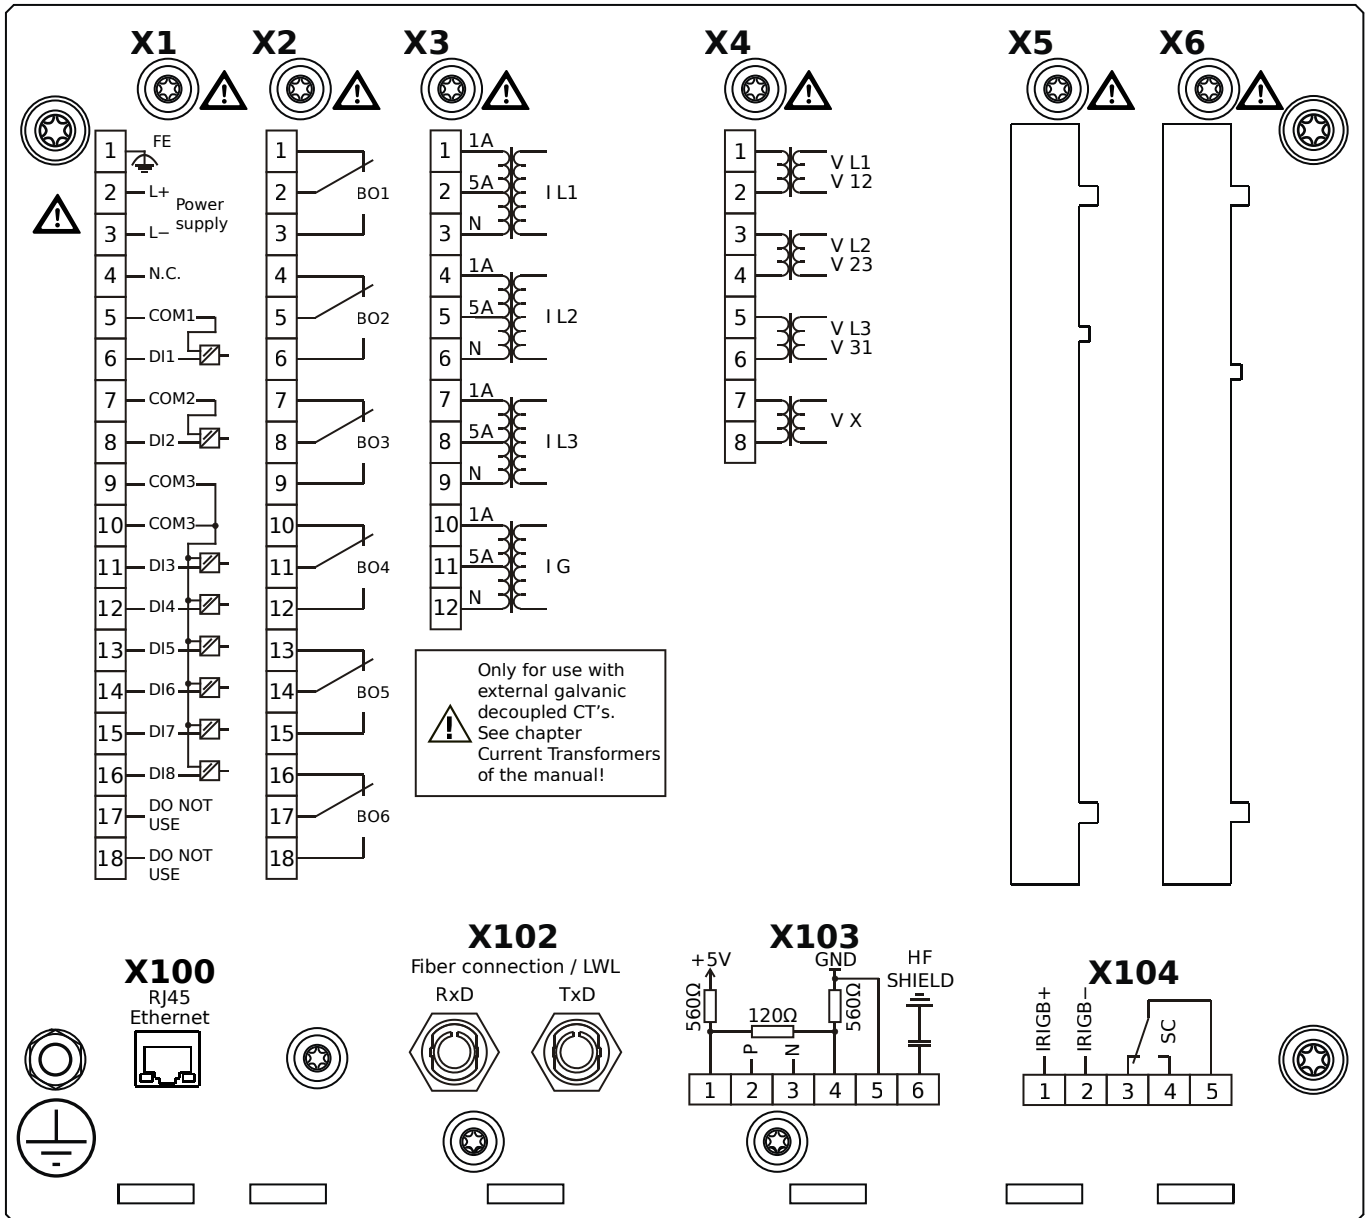 X1 X2 X3 X4 X5 X6
1 FE
2 L+ Power
supply
3 L−
4 N.C.
5 COM1
6 DI1
7 COM2
8 DI2
9 COM3
10 COM3
11 DI3
12 DI4
13 DI5
14 DI6
15 DI7
16 DI8
17 DO NOT
USE
18 DO NOT
USE
1
2 BO1
3
4
5 BO2
6
7
8 BO3
9
10
11 BO4
12
13
14 BO5
15
16
17 BO6
18
1 1A
2 5A I L1
3 N
4 1A
5 5A I L2
6 N
7 1A
8 5A I L3
9 N
10 1A
11 5A I G
12 N
Only for use with
external galvanic
decoupled CT's.
See chapter
Current Transformers
of the manual!
1 V L1
2 V 12
3 V L2
4 V 23
5 V L3
6 V 31
7 V X
8
X100
RJ45
Ethernet
X102
Fiber connection / LWL
RxD TxD
X103
+5V GND HF
SHIELD
560Ω 120Ω 560Ω
P N
1 2 3 4 5 6
X104
IRIGB+ IRIGB− SC
1 2 3 4 5